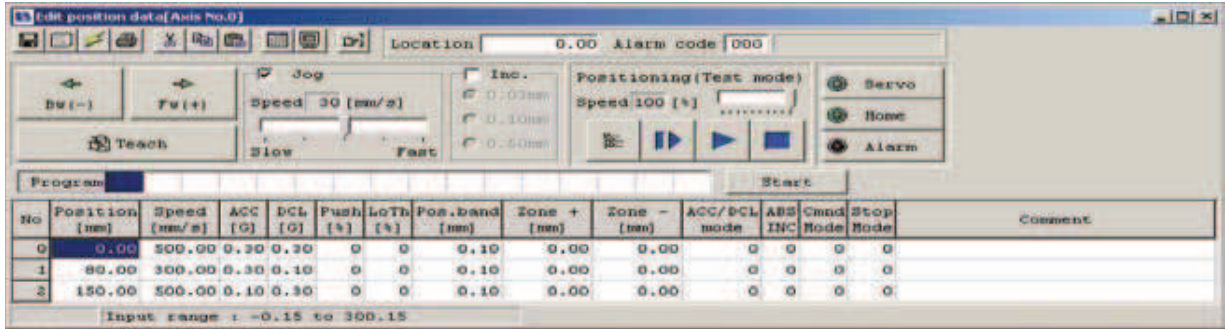 Edit position data[Axis No.0]
Location 0.00 Alarm code 000
BW(-) FW(+)
Teach
Jog
Speed 30 [mm/s]
Slow Fast
Inc.
0.03mm
0.10mm
0.50mm
Positioning(Test mode)
Speed 100 [%]
Servo
Home
Alarm
Program Start
No Position [mm] Speed [mm/s] ACC [G] DCL [G] Push [%] LoTh [%] Pos.band [mm] Zone + [mm] Zone - [mm] ACC/DCL mode ABS INC Cmnd Mode Stop Mode Comment
0 0.00 500.00 0.30 0.30 0 0 0.10 0.00 0.00 0 0 0 0
1 80.00 300.00 0.30 0.10 0 0 0.10 0.00 0.00 0 0 0 0
2 150.00 500.00 0.10 0.30 0 0 0.10 0.00 0.00 0 0 0 0
Input range : -0.15 to 300.15